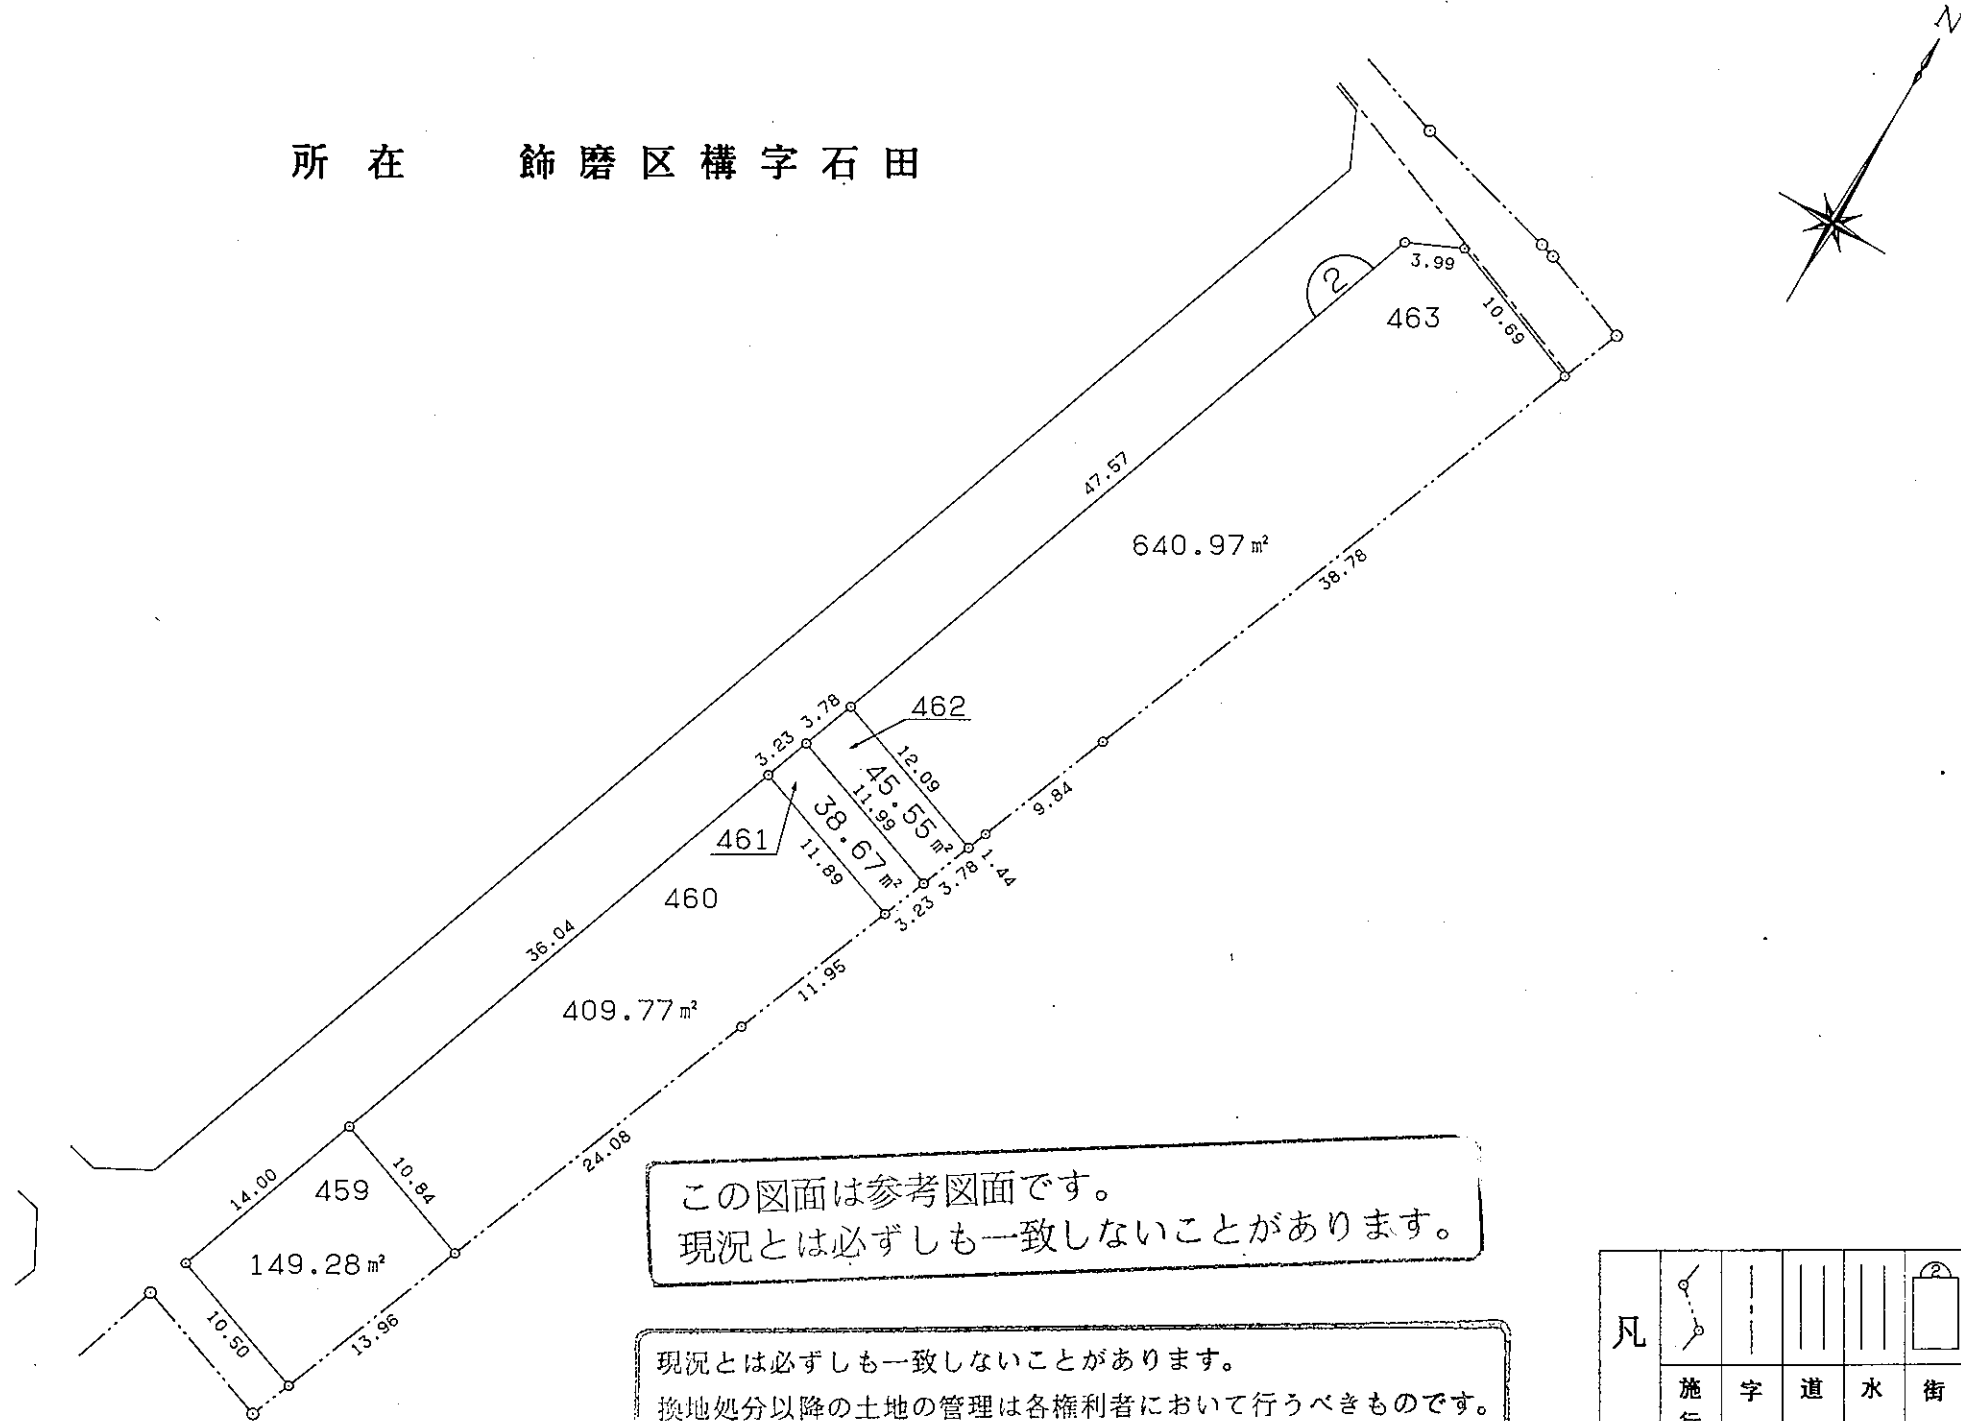 N
所在 飾磨区構字石田
3.99
2
463
10.69
47.57
640.97㎡
38.78
3.78
462
3.23
12.09
45.55㎡
11.99
9.84
461
38.67㎡
11.89
1.44
3.78
3.23
460
36.04
11.95
409.77㎡
24.08
10.84
14.00
459
149.28㎡
10.50
13.96
この図面は参考図面です。
現況とは必ずしも一致しないことがあります。
現況とは必ずしも一致しないことがあります。
換地処分以降の土地の管理は各権利者において行うべきものです。
凡
2
施行
字
道
水
街